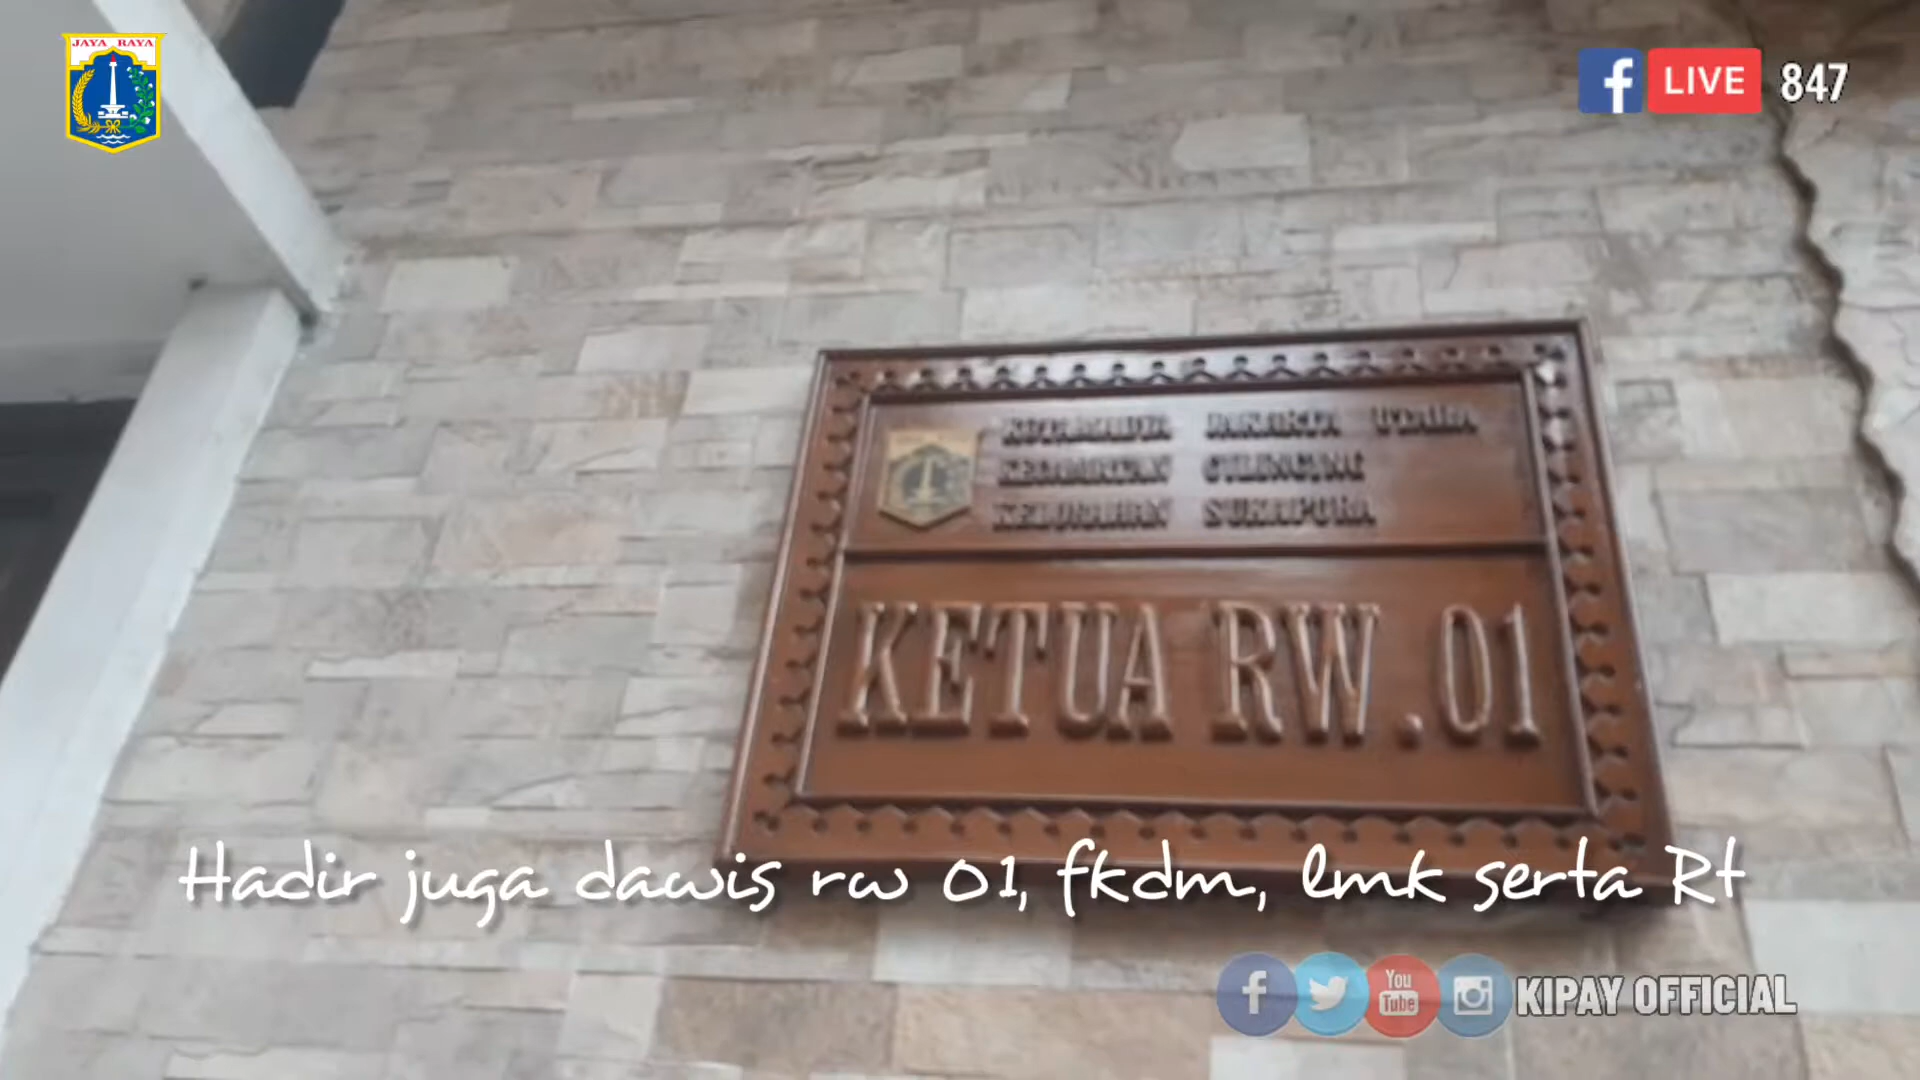 JAYA RAYA
f LIVE 847
KOTAMADYA JAKARTA UTARA
KECAMATAN CILINCING
KELURAHAN SUKAPURA
KETUA RW.01
Hadir juga dawis rw 01, fkdm, lmk serta Rt
f You Tube KIPAY OFFICIAL